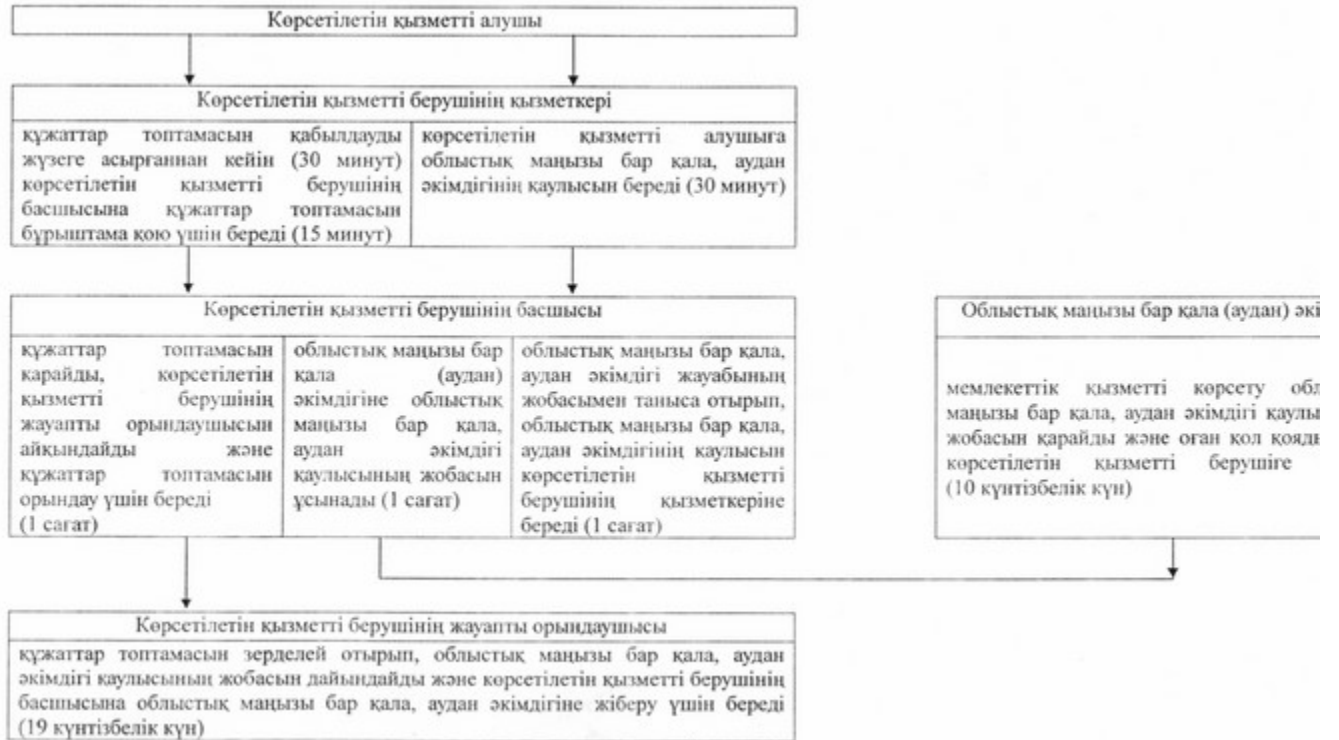 Көрсетілетін қызметті алушы
Көрсетілетін қызметті берушінің қызметкері
құжаттар топтамасын қабылдауды
жүзеге асырғаннан кейін (30 минут)
көрсетілетін қызметті берушінің
басшысына құжаттар топтамасын
бұрыштама қою үшін береді (15 минут)
көрсетілетін қызметті алушыға
облыстық маңызы бар қала, аудан
әкімдігінің қаулысын береді (30 минут)
Көрсетілетін қызметті берушінің басшысы
құжаттар топтамасын
қарайды, көрсетілетін
қызметті берушінің
жауапты орындаушысын
айқындайды және
құжаттар топтамасын
орындау үшін береді
(1 сағат)
облыстық маңызы бар
қала (аудан)
әкімдігіне облыстық
маңызы бар қала,
аудан әкімдігі
қаулысының жобасын
ұсынады (1 сағат)
облыстық маңызы бар қала,
аудан әкімдігі жауабының
жобасымен таныса отырып,
облыстық маңызы бар қала,
аудан әкімдігінің қаулысын
көрсетілетін қызметті
берушінің қызметкеріне
береді (1 сағат)
Облыстық маңызы бар қала (аудан)
мемлекеттік қызметті көрсету
маңызы бар қала, аудан әкімдігі
жобасын қарайды және оған қол
көрсетілетін қызметті берушіге
(10 күнтізбелік күн)
Көрсетілетін қызметті берушінің жауапты орындаушысы
құжаттар топтамасын зерделей отырып, облыстық маңызы бар қала, аудан
әкімдігі қаулысының жобасын дайындайды және көрсетілетін қызметті берушінің
басшысына облыстық маңызы бар қала, аудан әкімдігіне жіберу үшін береді
(19 күнтізбелік күн)